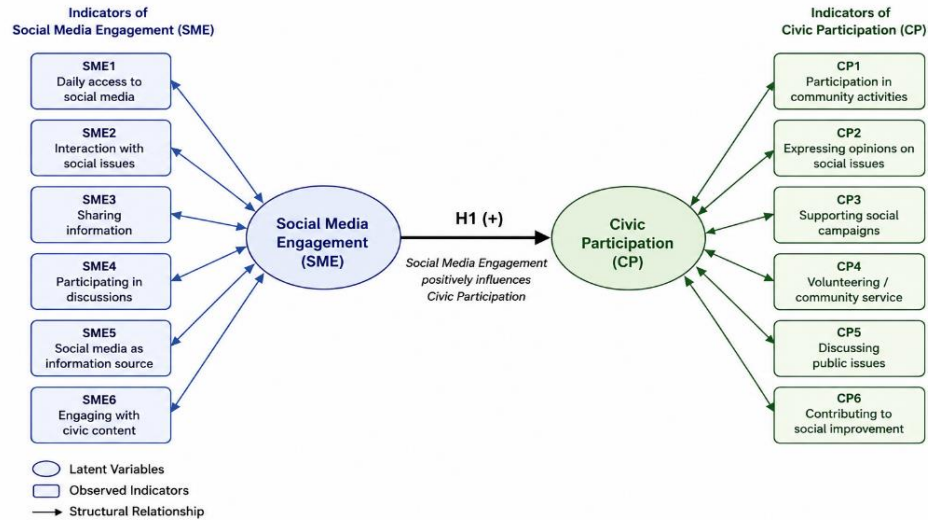 Indicators of
Social Media Engagement (SME)
SME1
Daily access to
social media
SME2
Interaction with
social issues
SME3
Sharing
information
SME4
Participating in
discussions
SME5
Social media as
information source
SME6
Engaging with
civic content
Social Media
Engagement
(SME)
H1 (+)
Social Media Engagement
positively influences
Civic Participation
Civic
Participation
(CP)
Indicators of
Civic Participation (CP)
CP1
Participation in
community activities
CP2
Expressing opinions on
social issues
CP3
Supporting social
campaigns
CP4
Volunteering /
community service
CP5
Discussing
public issues
CP6
Contributing to
social improvement
Latent Variables
Observed Indicators
Structural Relationship